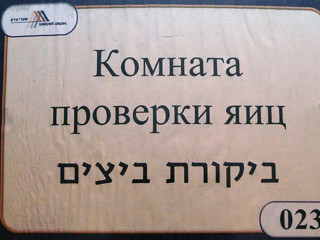 Комната
проверки яиц
ביקורת ביצים
023